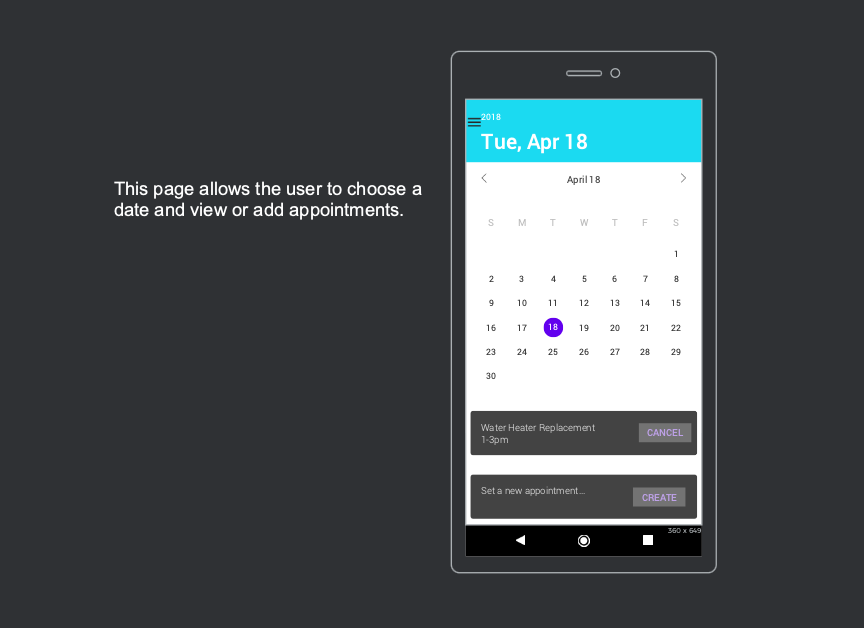 This page allows the user to choose a
date and view or add appointments.
2018
Tue, Apr 18
April 18
S M T W T F S
1
2 3 4 5 6 7 8
9 10 11 12 13 14 15
16 17 18 19 20 21 22
23 24 25 26 27 28 29
30
Water Heater Replacement
1-3pm
CANCEL
Set a new appointment...
CREATE
360 x 649